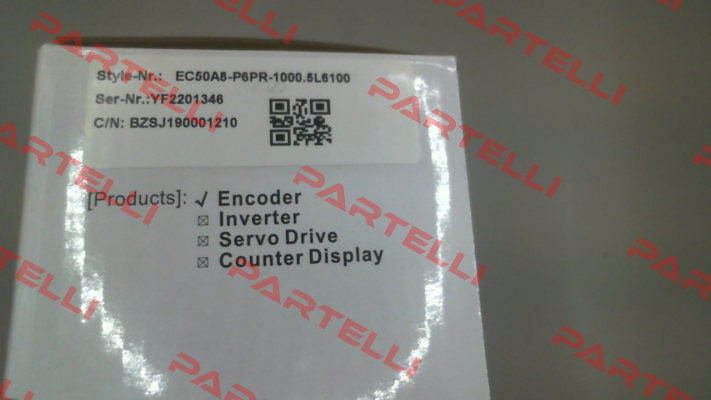 Style-Nr.: EC50A8-P6PR-1000.5L6100
Ser-Nr.:YF2201346
C/N: BZSJ190001210
[Products]: √ Encoder
☒ Inverter
☒ Servo Drive
☒ Counter Display
PARTELLI
PARTELLI
PARTELLI
PARTELLI
PARTELLI
PARTELLI
PARTELLI
PARTELLI